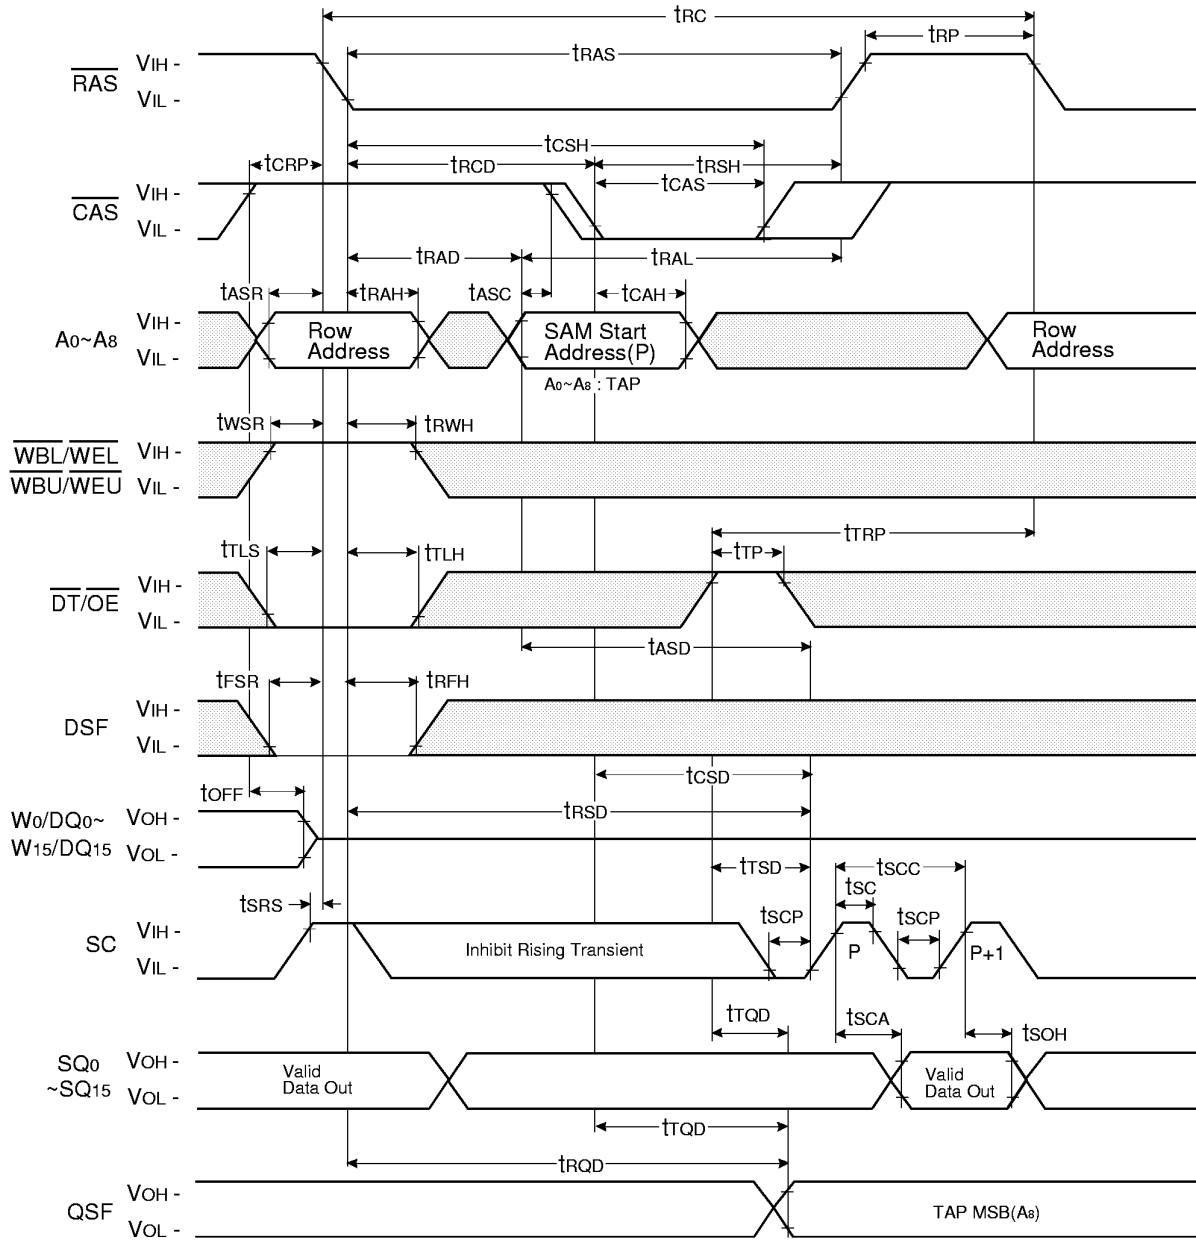 tRC
tRP
tRAS
RAS
VIH -
VIL -
tCSH
tCRP
tRCD
tRSH
tCAS
CAS
VIH -
VIL -
tRAD
tRAL
tASR
tRAH
tASC
tCAH
A0~A8
VIH -
VIL -
Row
Address
SAM Start
Address(P)
A0~A8 : TAP
Row
Address
tWSR
tRWH
WBL/WEL
WBU/WEU
VIH -
VIL -
tTRP
tTLS
tTLH
tTP
DT/OE
VIH -
VIL -
tASD
tFSR
tRFH
DSF
VIH -
VIL -
tCSD
tOFF
tRSD
W0/DQ0~
W15/DQ15
VOH -
VOL -
tTSD
tSCC
tSC
tSRS
tSCP
tSCP
SC
VIH -
VIL -
Inhibit Rising Transient
P
P+1
tTQD
tSCA
tSOH
SQ0
~SQ15
VOH -
VOL -
Valid
Data Out
Valid
Data Out
tTQD
tRQD
QSF
VOH -
VOL -
TAP MSB(A8)